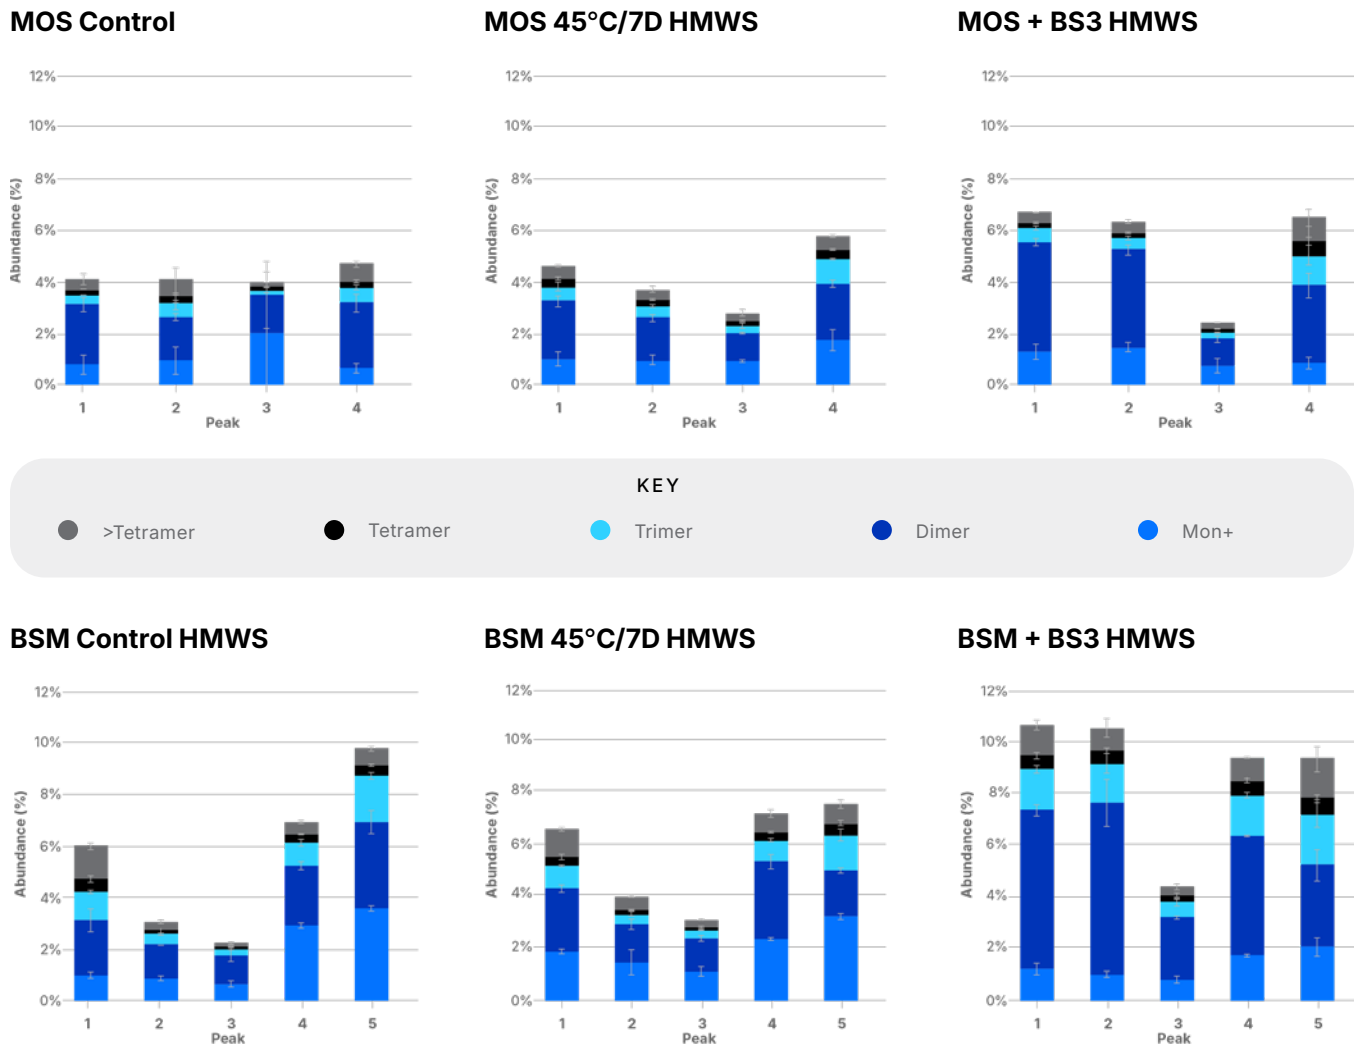 MOS Control
MOS 45°C/7D HMWS
MOS + BS3 HMWS
12%
10%
8%
6%
4%
2%
0%
Abundance (%)
1 2 3 4
Peak
12%
10%
8%
6%
4%
2%
0%
Abundance (%)
1 2 3 4
Peak
12%
10%
8%
6%
4%
2%
0%
Abundance (%)
1 2 3 4
Peak
KEY
>Tetramer
Tetramer
Trimer
Dimer
Mon+
BSM Control HMWS
BSM 45°C/7D HMWS
BSM + BS3 HMWS
12%
10%
8%
6%
4%
2%
0%
Abundance (%)
1 2 3 4 5
Peak
12%
10%
8%
6%
4%
2%
0%
Abundance (%)
1 2 3 4 5
Peak
12%
10%
8%
6%
4%
2%
0%
Abundance (%)
1 2 3 4 5
Peak